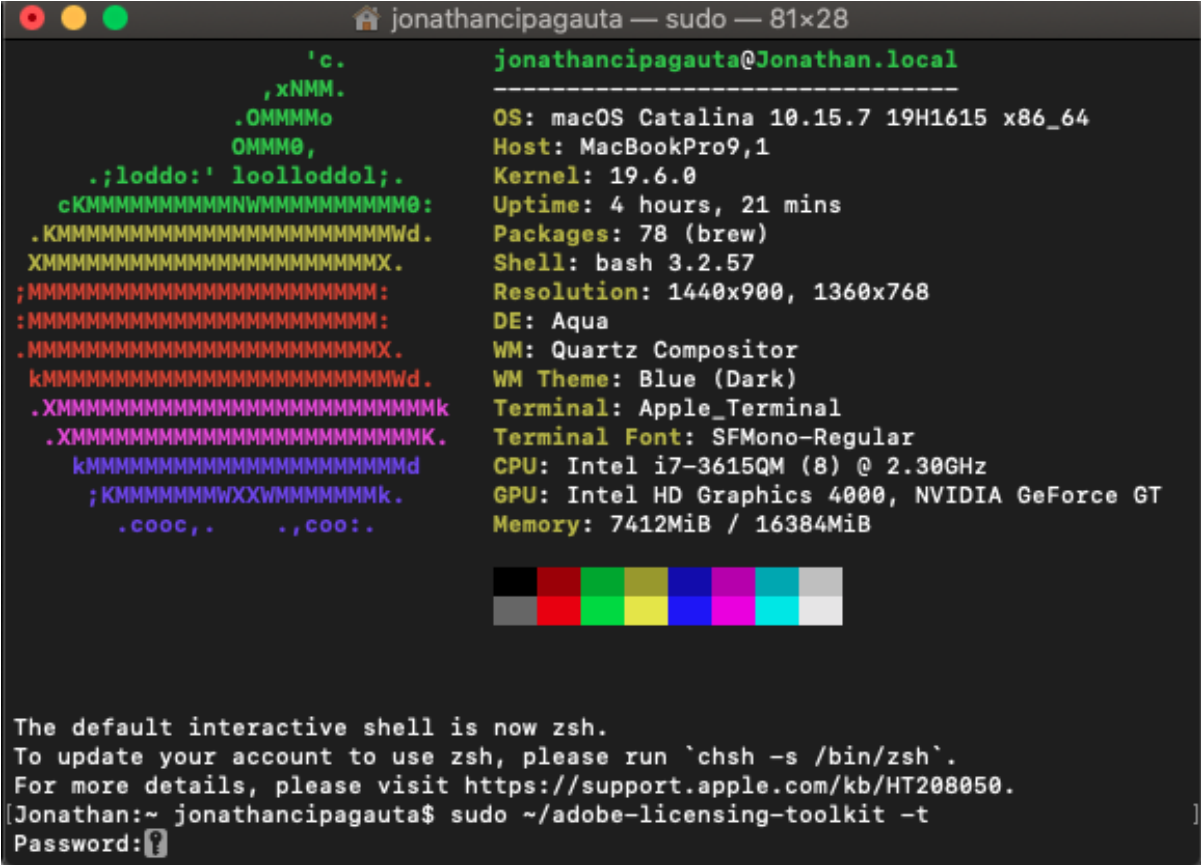 jonathancipagauta — sudo — 81×28
'c.
jonathancipagauta@Jonathan.local
,xNMM.
--------------------------------
.OMMMMo
OS: macOS Catalina 10.15.7 19H1615 x86_64
OMMM0,
Host: MacBookPro9,1
.;loddo:' loolloddol;.
Kernel: 19.6.0
cKMMMMMMMMMMNWMMMMMMMMMM0:
Uptime: 4 hours, 21 mins
.KMMMMMMMMMMMMMMMMMMMMMMMWd.
Packages: 78 (brew)
XMMMMMMMMMMMMMMMMMMMMMMMX.
Shell: bash 3.2.57
;MMMMMMMMMMMMMMMMMMMMMMMM:
Resolution: 1440x900, 1360x768
:MMMMMMMMMMMMMMMMMMMMMMMM:
DE: Aqua
.MMMMMMMMMMMMMMMMMMMMMMMMX.
WM: Quartz Compositor
kMMMMMMMMMMMMMMMMMMMMMMMMWd.
WM Theme: Blue (Dark)
.XMMMMMMMMMMMMMMMMMMMMMMMMMMk
Terminal: Apple_Terminal
.XMMMMMMMMMMMMMMMMMMMMMMMMK.
Terminal Font: SFMono-Regular
kMMMMMMMMMMMMMMMMMMMMMMd
CPU: Intel i7-3615QM (8) @ 2.30GHz
;KMMMMMMMWXXWMMMMMMMk.
GPU: Intel HD Graphics 4000, NVIDIA GeForce GT
.cooc,.    .,coo:.
Memory: 7412MiB / 16384MiB
The default interactive shell is now zsh.
To update your account to use zsh, please run `chsh -s /bin/zsh`.
For more details, please visit https://support.apple.com/kb/HT208050.
[Jonathan:~ jonathancipagauta$ sudo ~/adobe-licensing-toolkit -t ]
Password: